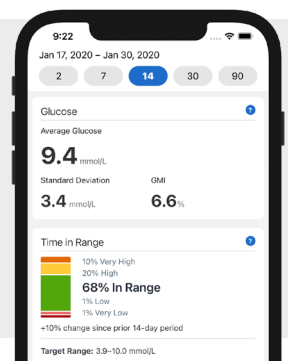 9:22
Jan 17, 2020 – Jan 30, 2020
2 7 14 30 90
Glucose ?
Average Glucose
9.4 mmol/L
Standard Deviation GMI
3.4 mmol/L 6.6%
Time in Range ?
10% Very High
20% High
68% In Range
1% Low
1% Very Low
+10% change since prior 14-day period
Target Range: 3.9–10.0 mmol/L